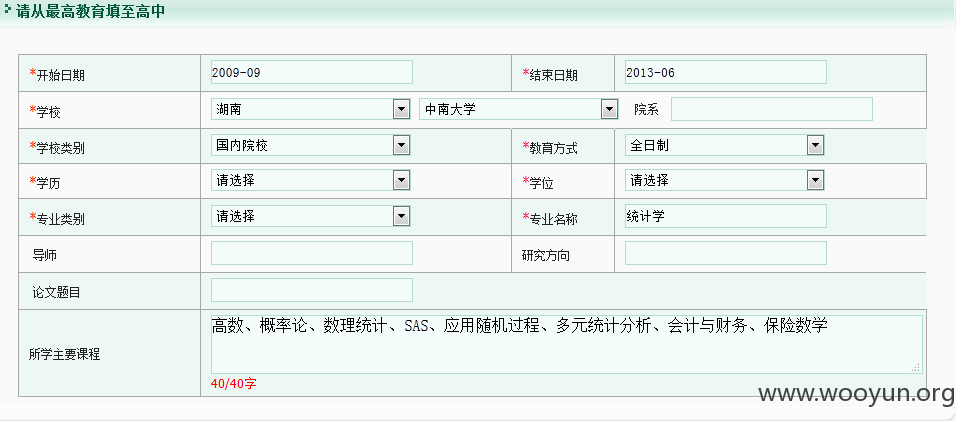 请从最高教育填至高中
*开始日期 2009-09 *结束日期 2013-06
*学校 湖南 中南大学 院系
*学校类别 国内院校 *教育方式 全日制
*学历 请选择 *学位 请选择
*专业类别 请选择 *专业名称 统计学
导师 研究方向
论文题目
所学主要课程 高数、概率论、数理统计、SAS、应用随机过程、多元统计分析、会计与财务、保险数学
40/40字
www.wooyun.org